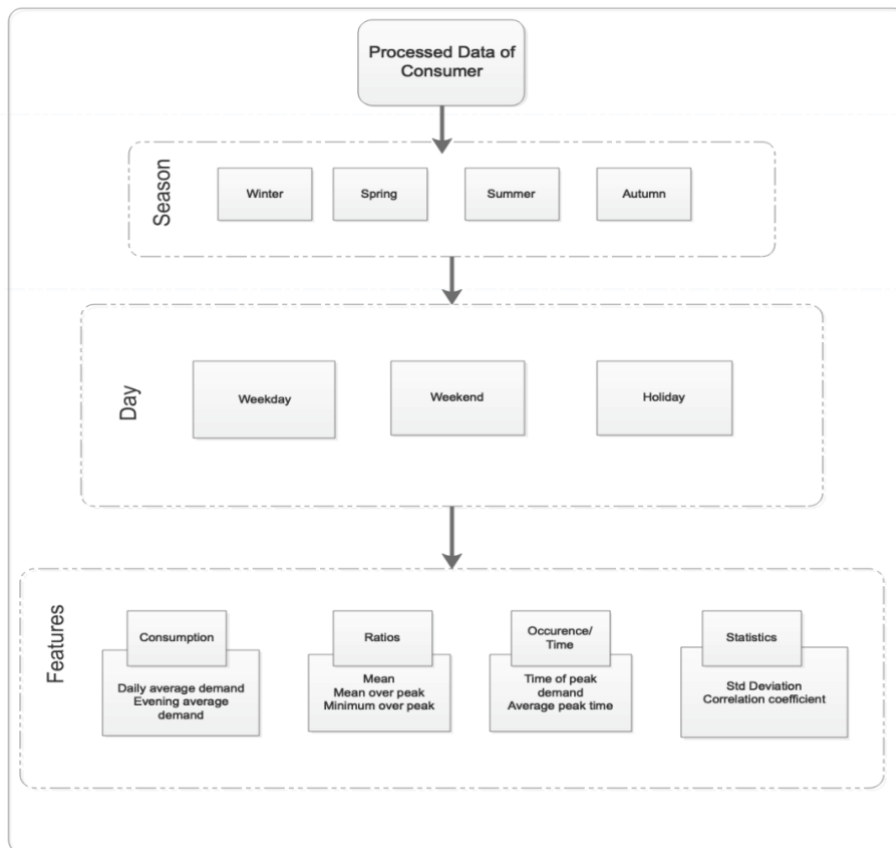 Processed Data of
Consumer
Season
Winter
Spring
Summer
Autumn
Day
Weekday
Weekend
Holiday
Features
Consumption
Daily average demand
Evening average
demand
Ratios
Mean
Mean over peak
Minimum over peak
Occurence/
Time
Time of peak
demand
Average peak time
Statistics
Std Deviation
Correlation coefficient